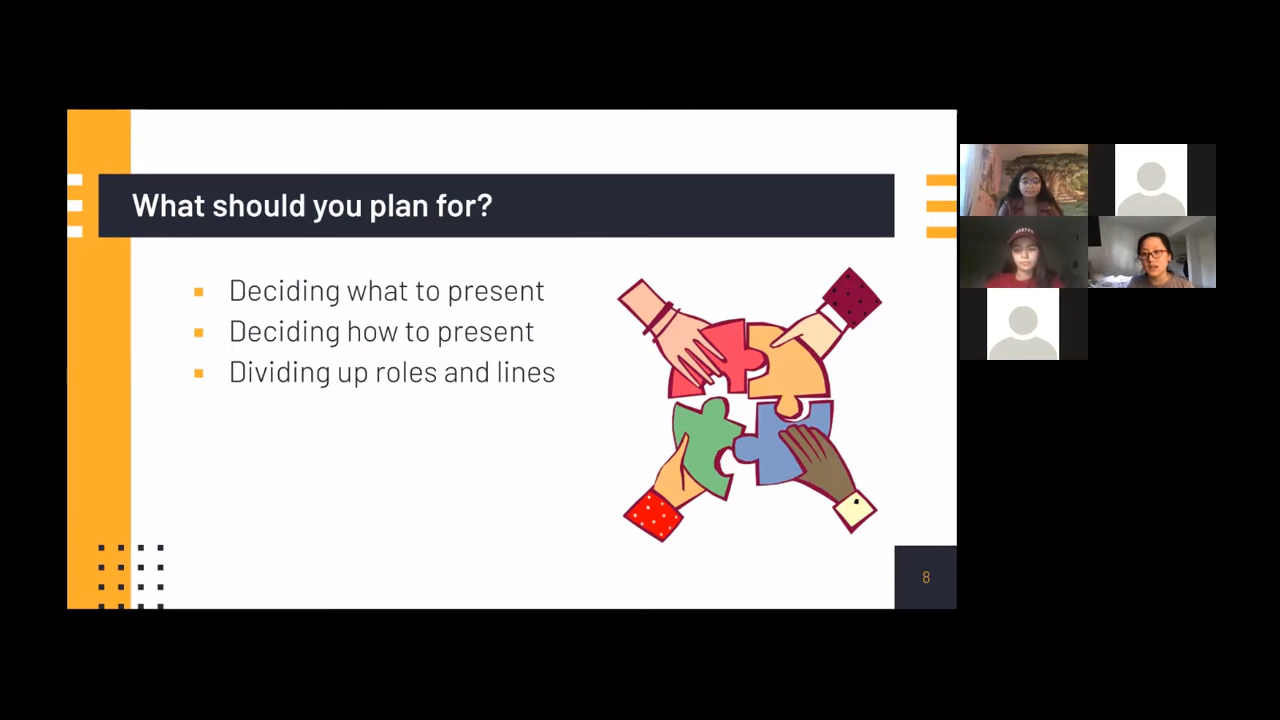 What should you plan for?
Deciding what to present
Deciding how to present
Dividing up roles and lines
8